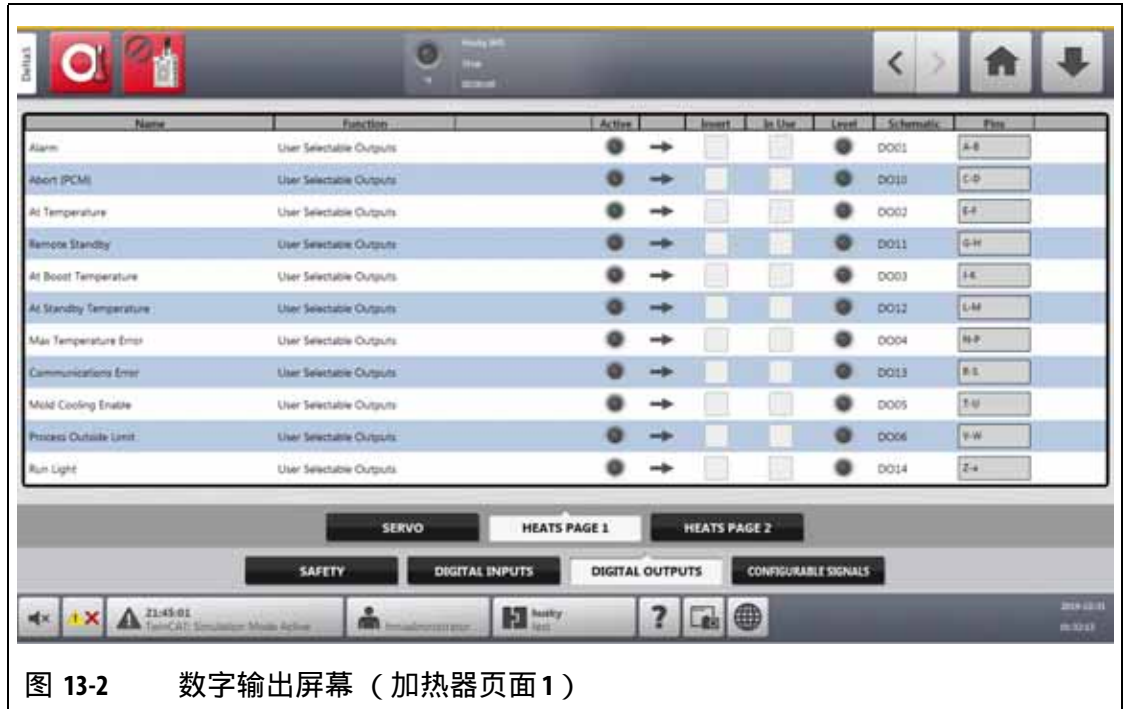 Deltas
Husky IMS
Stop
Name Function Active Invert In Use Level Schematic Pins
Alarm User Selectable Outputs DO01 A-B
Abort (PCM) User Selectable Outputs DO10 C-D
At Temperature User Selectable Outputs DO02 E-F
Remote Standby User Selectable Outputs DO11 G-H
At Boost Temperature User Selectable Outputs DO03 J-K
At Standby Temperature User Selectable Outputs DO12 L-M
Max Temperature Error User Selectable Outputs DO04 N-P
Communications Error User Selectable Outputs DO13 R-S
Mold Cooling Enable User Selectable Outputs DO05 T-U
Process Outside Limit User Selectable Outputs DO06 V-W
Run Light User Selectable Outputs DO14 Z-a
SERVO HEATS PAGE 1 HEATS PAGE 2
SAFETY DIGITAL INPUTS DIGITAL OUTPUTS CONFIGURABLE SIGNALS
21:45:01
TwinCAT: Simulation Mode Active
hmiadministrator
husky
test
?
图 13-2 数字输出屏幕 （加热器页面1）